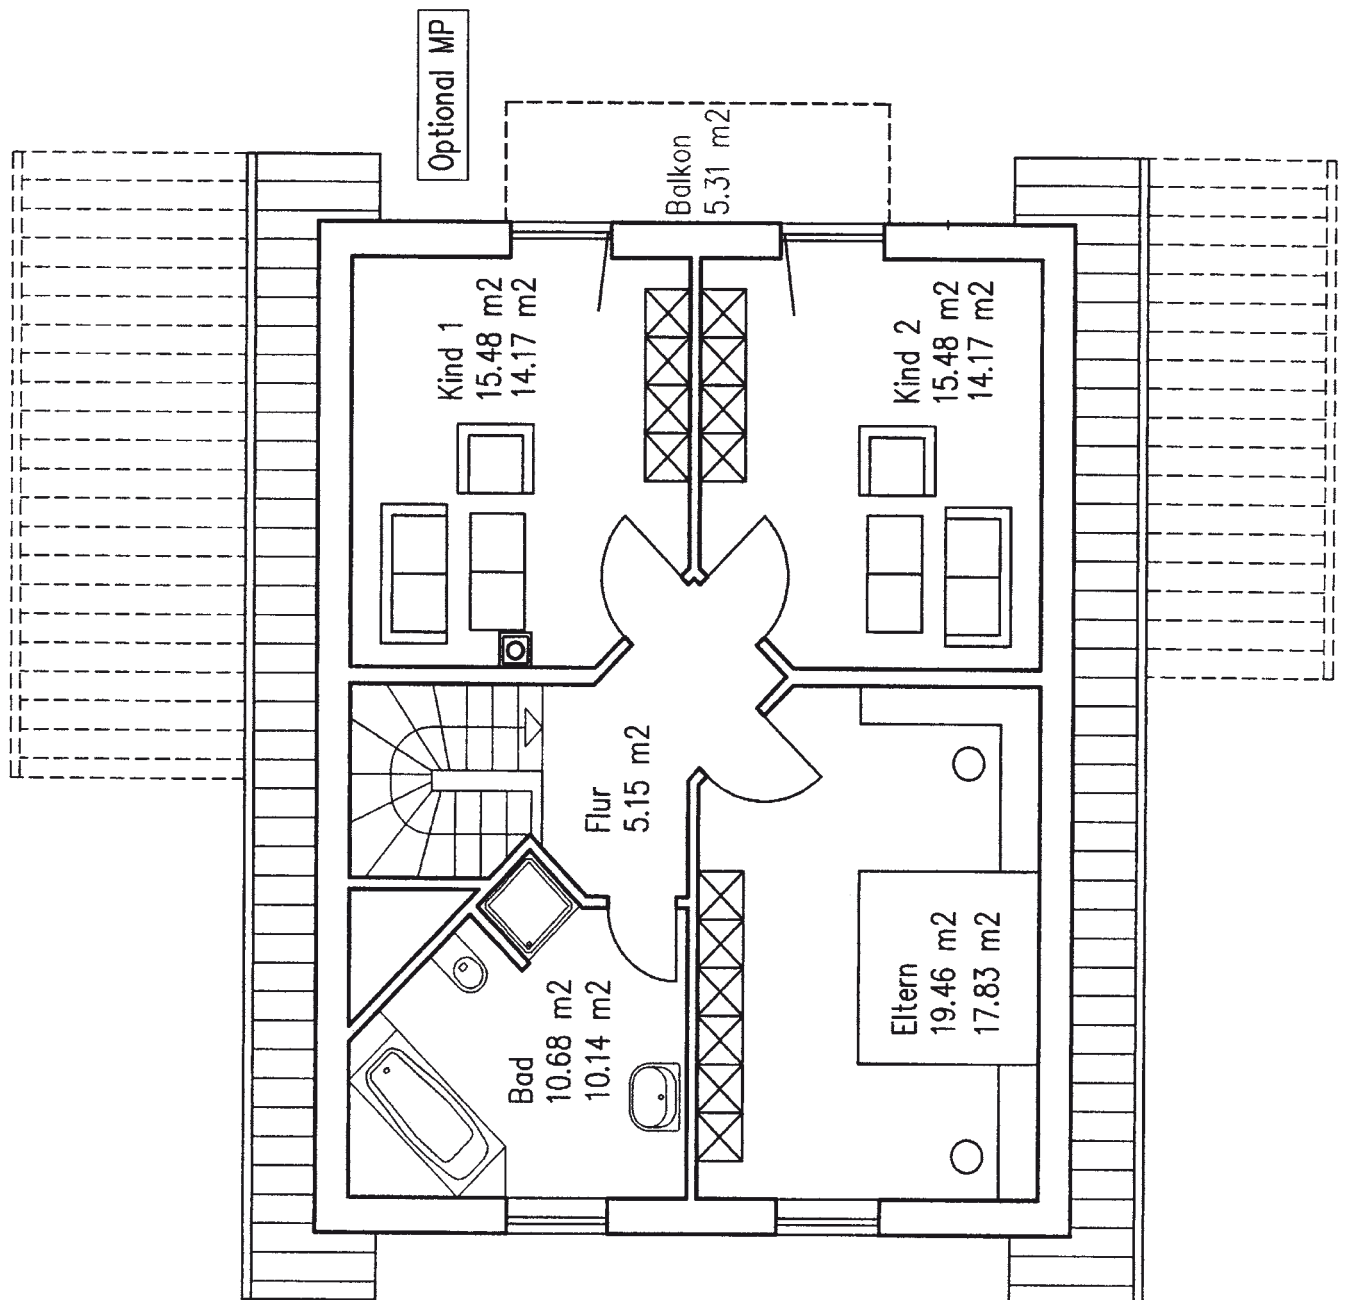 Optional MP
Balkon
5.31 m2
Kind 1
15.48 m2
14.17 m2
Kind 2
15.48 m2
14.17 m2
Flur
5.15 m2
Bad
10.68 m2
10.14 m2
Eltern
19.46 m2
17.83 m2